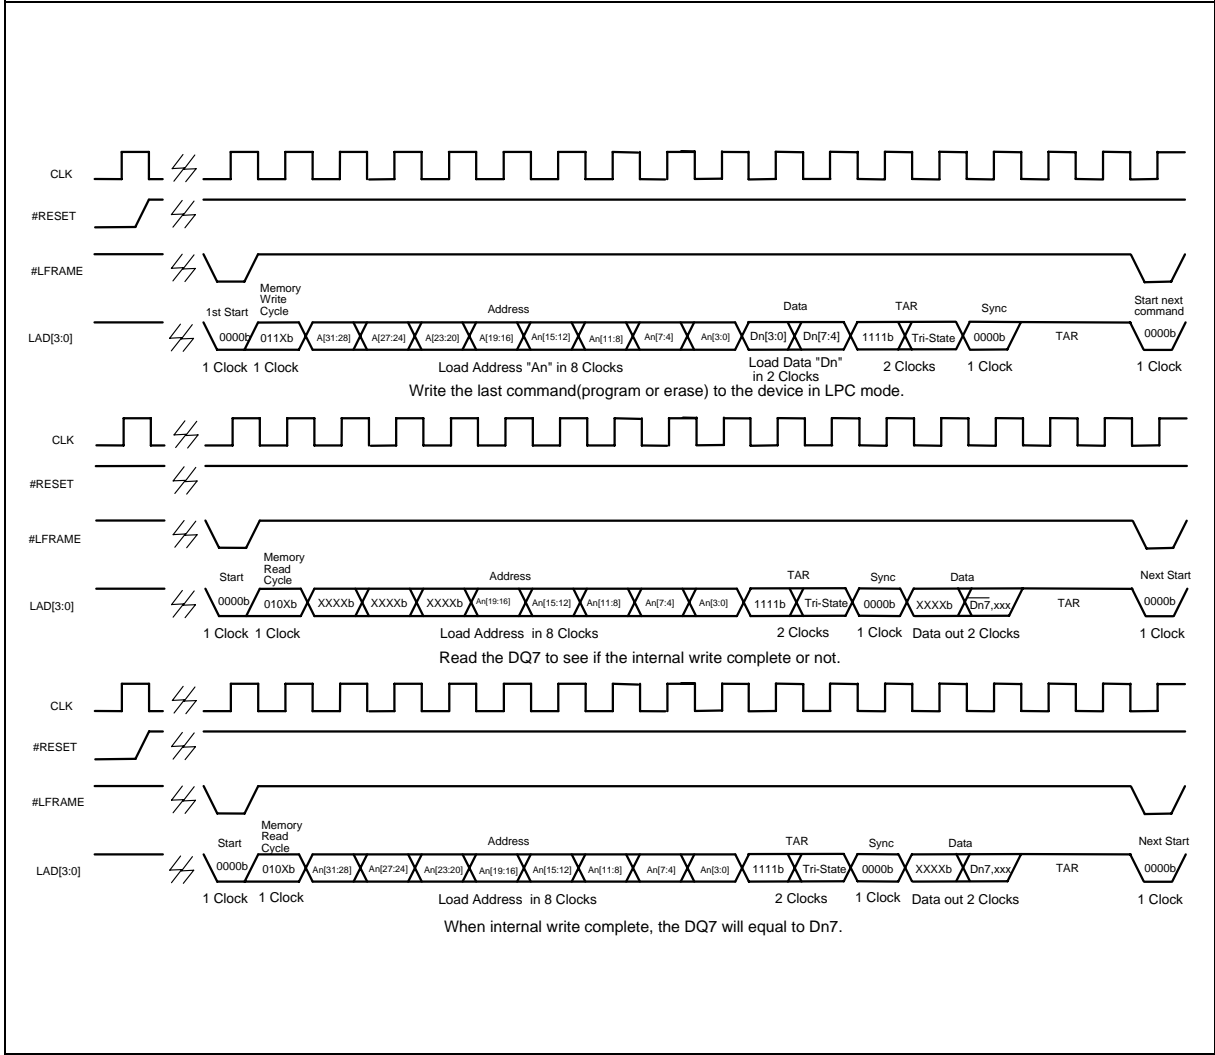 CLK
#RESET
#LFRAME
Memory
Write
Cycle
1st Start
Address
Data
TAR
Sync
Start next
command
LAD[3:0]
0000b 011Xb A[31:28] A[27:24] A[23:20] A[19:16] An[15:12] An[11:8] An[7:4] An[3:0] Dn[3:0] Dn[7:4] 1111b Tri-State 0000b TAR 0000b
1 Clock 1 Clock Load Address "An" in 8 Clocks Load Data "Dn"
in 2 Clocks
2 Clocks 1 Clock 1 Clock
Write the last command(program or erase) to the device in LPC mode.
CLK
#RESET
#LFRAME
Memory
Read
Cycle
Start
Address
TAR
Sync
Data
Next Start
LAD[3:0]
0000b 010Xb XXXXb XXXXb XXXXb An[19:16] An[15:12] An[11:8] An[7:4] An[3:0] 1111b Tri-State 0000b XXXXb D̅n̅7̅,xxx TAR 0000b
1 Clock 1 Clock Load Address in 8 Clocks 2 Clocks 1 Clock Data out 2 Clocks 1 Clock
Read the DQ7 to see if the internal write complete or not.
CLK
#RESET
#LFRAME
Memory
Read
Cycle
Start
Address
TAR
Sync
Data
Next Start
LAD[3:0]
0000b 010Xb An[31:28] An[27:24] An[23:20] An[19:16] An[15:12] An[11:8] An[7:4] An[3:0] 1111b Tri-State 0000b XXXXb Dn7,xxx TAR 0000b
1 Clock 1 Clock Load Address in 8 Clocks 2 Clocks 1 Clock Data out 2 Clocks 1 Clock
When internal write complete, the DQ7 will equal to Dn7.